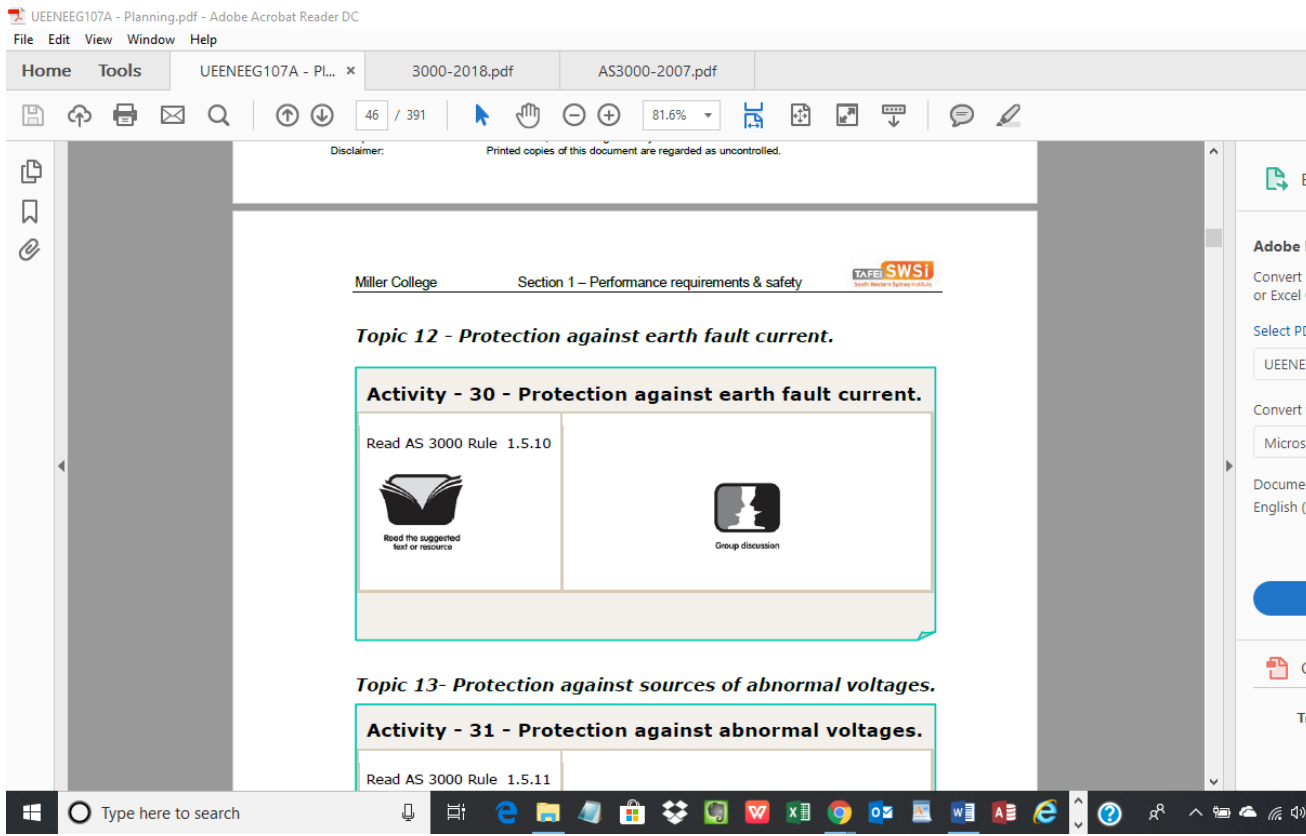 UEENEEG107A - Planning.pdf - Adobe Acrobat Reader DC
File Edit View Window Help
Home Tools UEENEEG107A - Pl... × 3000-2018.pdf AS3000-2007.pdf
46 / 391 81.6%
Disclaimer: Printed copies of this document are regarded as uncontrolled.
Adobe
Miller College Section 1 – Performance requirements & safety TAFE SWSi
South Western Sydney Institute
Convert
or Excel
Select PD
UEENE
Convert
Micros
Docume
English (
Topic 12 - Protection against earth fault current.
Activity - 30 - Protection against earth fault current.
Read AS 3000 Rule 1.5.10
Read the suggested
text or resource
Group discussion
Topic 13- Protection against sources of abnormal voltages.
Activity - 31 - Protection against abnormal voltages.
Read AS 3000 Rule 1.5.11
Type here to search